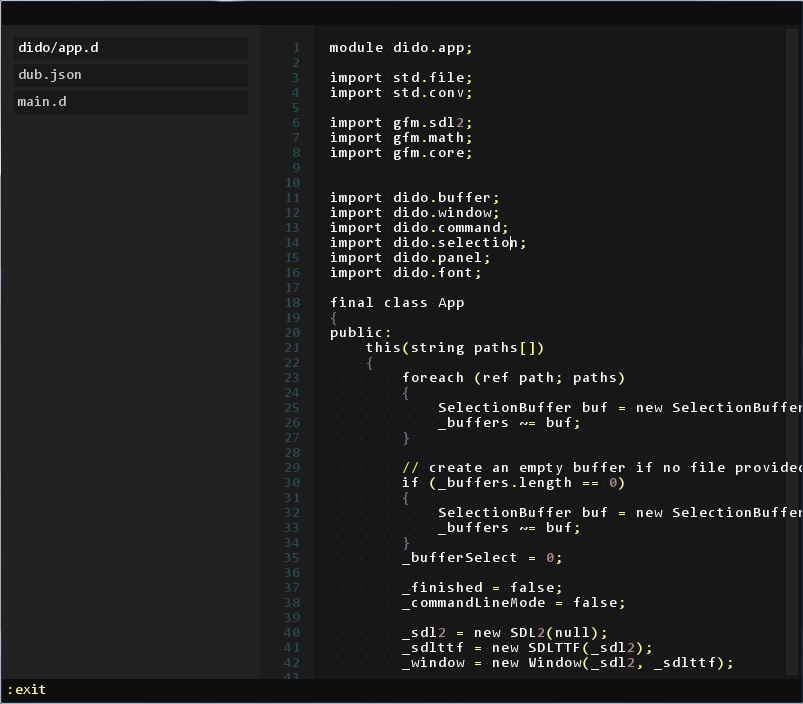 dido/app.d
dub.json
main.d
1 module dido.app;
2
3 import std.file;
4 import std.conv;
5
6 import gfm.sdl2;
7 import gfm.math;
8 import gfm.core;
9
10
11 import dido.buffer;
12 import dido.window;
13 import dido.command;
14 import dido.selection;
15 import dido.panel;
16 import dido.font;
17
18 final class App
19 {
20 public:
21     this(string paths[])
22     {
23         foreach (ref path; paths)
24         {
25             SelectionBuffer buf = new SelectionBuffer
26             _buffers ~= buf;
27         }
28
29         // create an empty buffer if no file provided
30         if (_buffers.length == 0)
31         {
32             SelectionBuffer buf = new SelectionBuffer
33             _buffers ~= buf;
34         }
35         _bufferSelect = 0;
36
37         _finished = false;
38         _commandLineMode = false;
39
40         _sdl2 = new SDL2(null);
41         _sdlttf = new SDLTTF(_sdl2);
42         _window = new Window(_sdl2, _sdlttf);
43
:exit